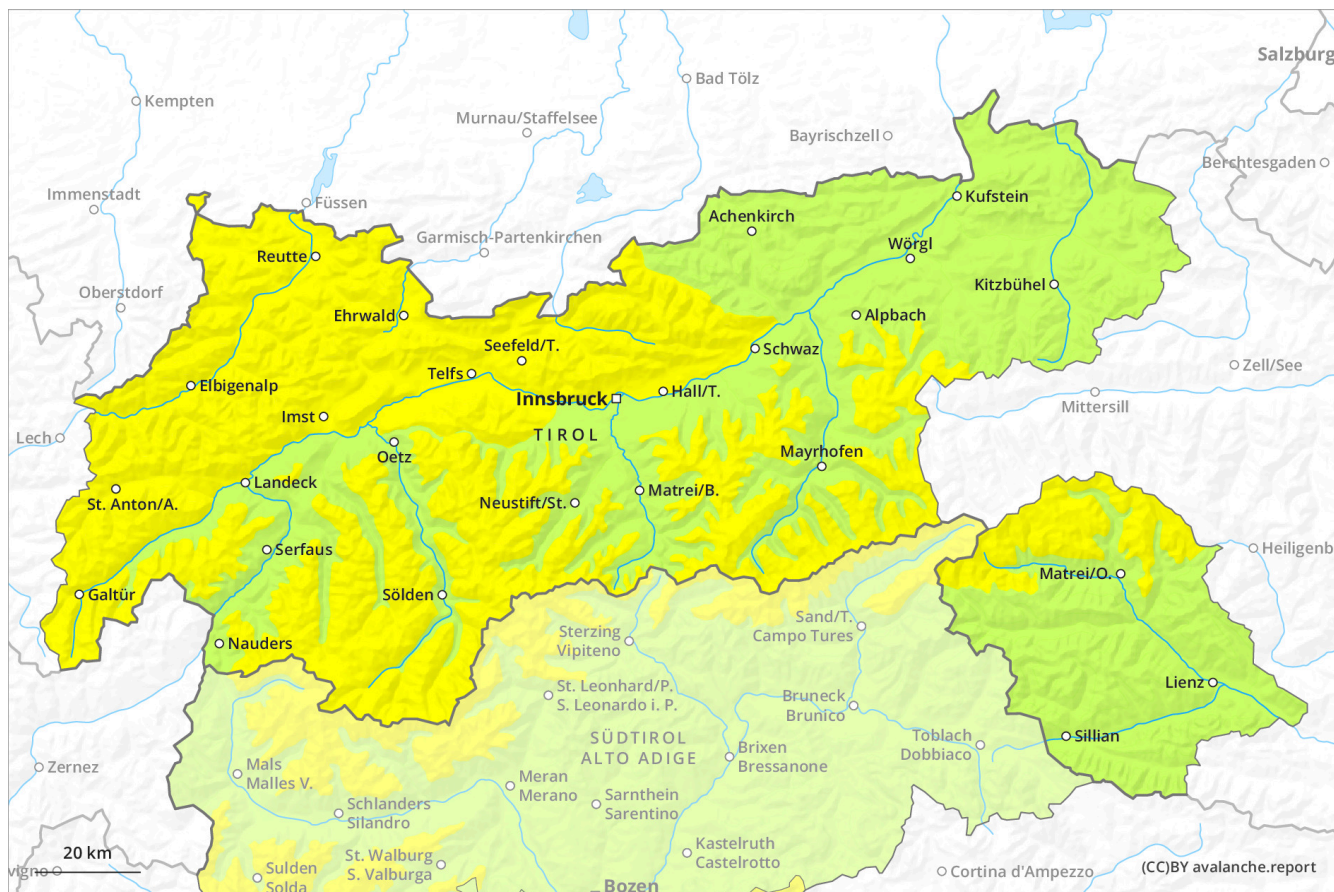 Salzburg
Bad Tölz
Kempten
Murnau/Staffelsee
Bayrischzell
Berchtesgaden
Immenstadt
Füssen
Kufstein
Achenkirch
Garmisch-Partenkirchen
Wörgl
Reutte
Kitzbühel
Oberstdorf
Ehrwald
Alpbach
Seefeld/T.
Schwaz
Zell/See
Telfs
Elbigenalp
Hall/T.
Innsbruck
Mittersill
Imst
TIROL
Lech
Oetz
Mayrhofen
Landeck
Matrei/B.
St. Anton/A.
Neustift/St.
Serfaus
Heiligenb
Matrei/O.
Galtür
Sölden
Sand/T.
Campo Tures
Sterzing
Vipiteno
Nauders
Lienz
St. Leonhard/P.
S. Leonardo i. P.
Bruneck
Brunico
SÜDTIROL
ALTO ADIGE
Toblach
Dobbiaco
Sillian
Brixen
Bressanone
Zernez
Mals
Malles V.
Meran
Merano
Schlanders
Silandro
Sarnthein
Sarentino
Kastelruth
Castelrotto
20 km
St. Walburg
S. Valburga
vigno
Sulden
Solda
Bozen
Cortina d'Ampezzo
(CC)BY avalanche.report